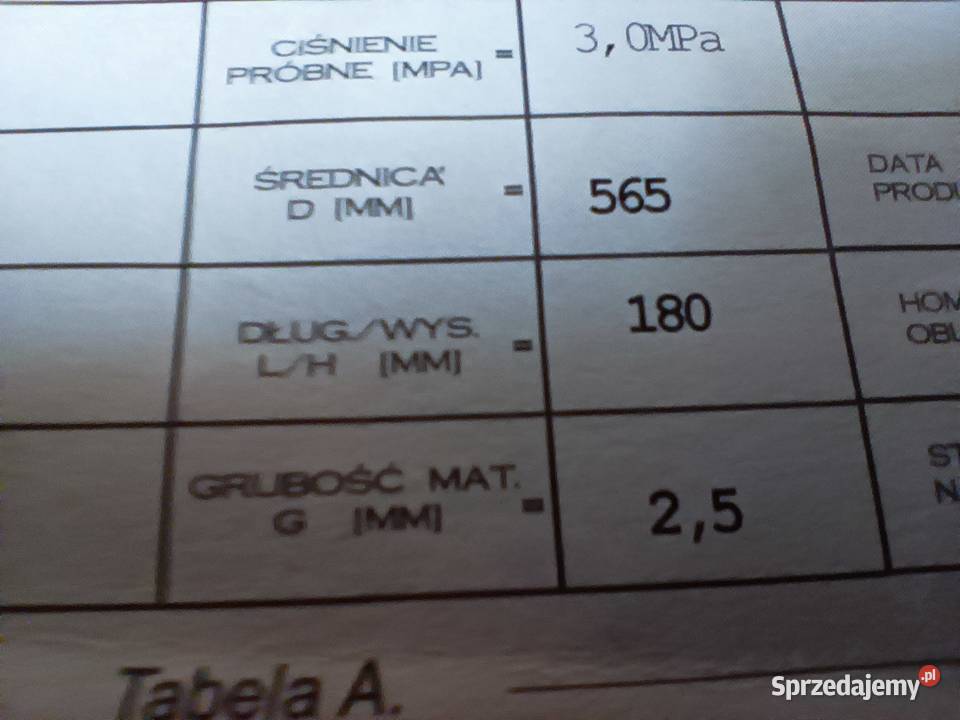 CIŚNIENIE
PRÓBNE [MPA] = 3,0MPa
ŚREDNICA
D [MM] = 565
DATA
DŁUG./WYS.
L/H [MM] = 180
GRUBOŚĆ MAT.
G [MM] = 2,5
Tabela A.
Sprzedajemy.pl